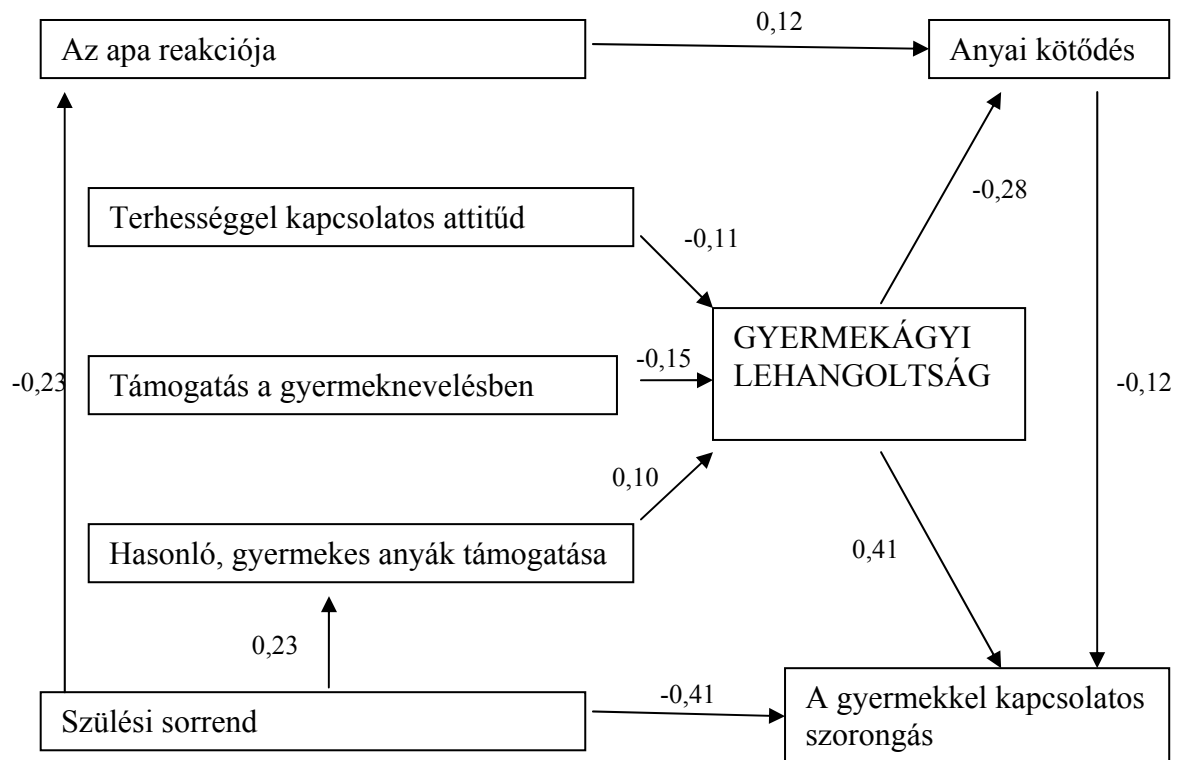 0,12
Az apa reakciója
Anyai kötődés
Terhességgel kapcsolatos attitűd
-0,28
-0,11
GYERMEKÁGYI
LEHANGOLTSÁG
-0,23
Támogatás a gyermeknevelésben
-0,15
-0,12
0,10
Hasonló, gyermekes anyák támogatása
0,41
0,23
-0,41
Szülési sorrend
A gyermekkel kapcsolatos
szorongás